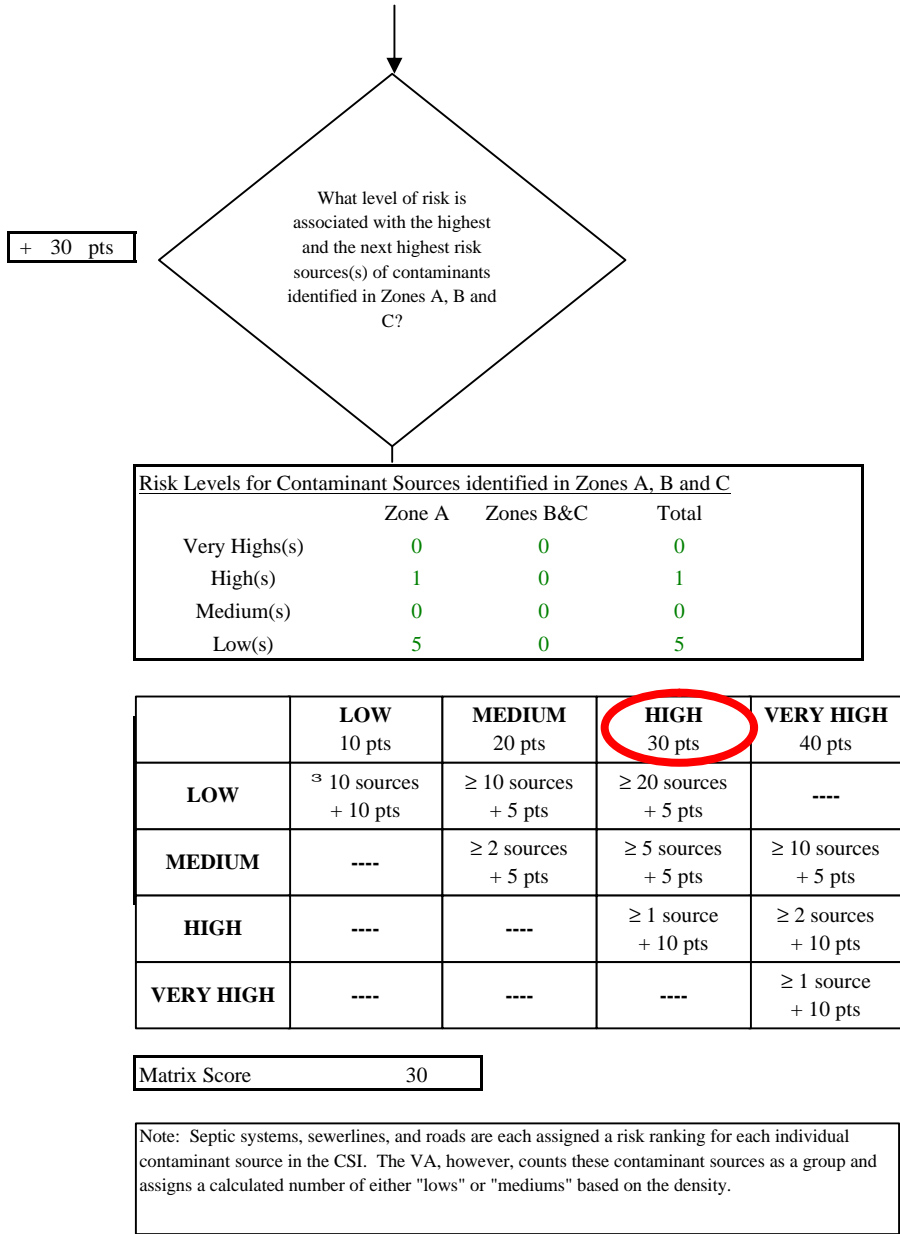 What level of risk is
associated with the highest
and the next highest risk
sources(s) of contaminants
identified in Zones A, B and
C?
+ 30 pts
Risk Levels for Contaminant Sources identified in Zones A, B and C
Zone A Zones B&C Total
Very Highs(s) 0 0 0
High(s) 1 0 1
Medium(s) 0 0 0
Low(s) 5 0 5
LOW MEDIUM HIGH VERY HIGH
10 pts 20 pts 30 pts 40 pts
LOW ³ 10 sources ≥ 10 sources ≥ 20 sources ----
+ 10 pts + 5 pts + 5 pts
MEDIUM ---- ≥ 2 sources ≥ 5 sources ≥ 10 sources
+ 5 pts + 5 pts + 5 pts
HIGH ---- ---- ≥ 1 source ≥ 2 sources
+ 10 pts + 10 pts
VERY HIGH ---- ---- ---- ≥ 1 source
+ 10 pts
Matrix Score 30
Note: Septic systems, sewerlines, and roads are each assigned a risk ranking for each individual
contaminant source in the CSI. The VA, however, counts these contaminant sources as a group and
assigns a calculated number of either "lows" or "mediums" based on the density.